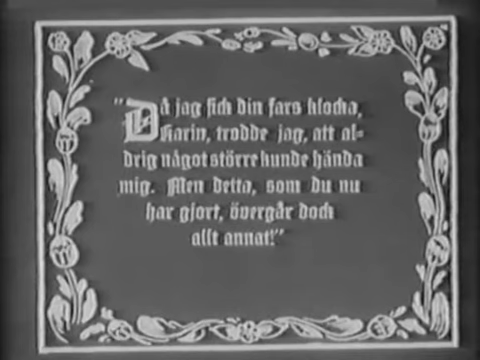 "Då jag fick din fars klocka,
Karin, trodde jag, att al-
drig något större kunde hända
mig. Men detta, som du nu
har gjort, övergår dock
allt annat!"